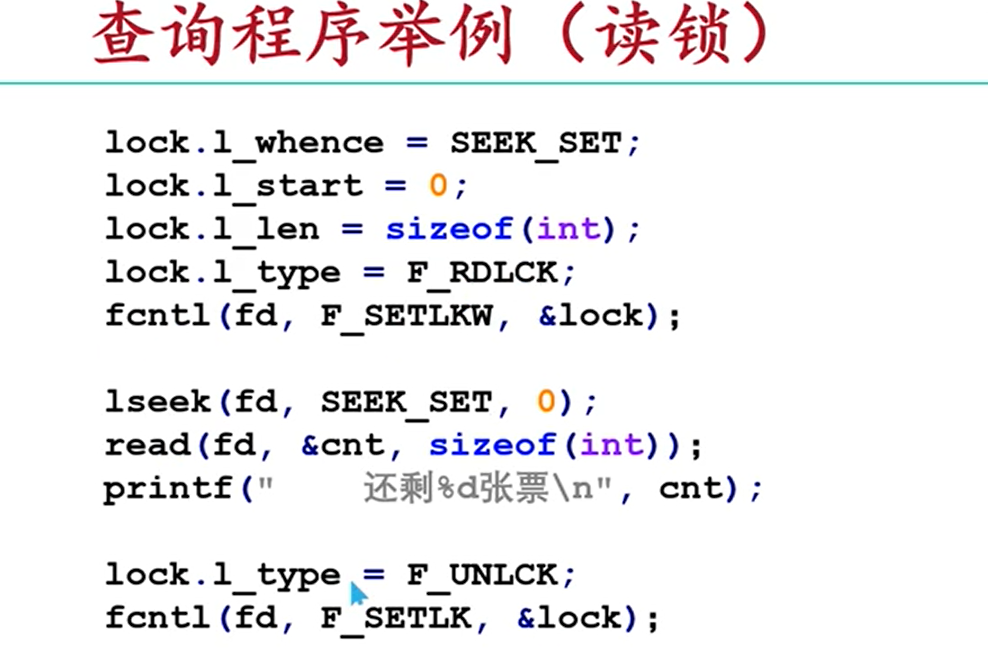 查询程序举例（读锁）
lock.l_whence = SEEK_SET;
lock.l_start = 0;
lock.l_len = sizeof(int);
lock.l_type = F_RDLCK;
fcntl(fd, F_SETLKW, &lock);
lseek(fd, SEEK_SET, 0);
read(fd, &cnt, sizeof(int));
printf("    还剩%d张票\n", cnt);
lock.l_type = F_UNLCK;
fcntl(fd, F_SETLK, &lock);